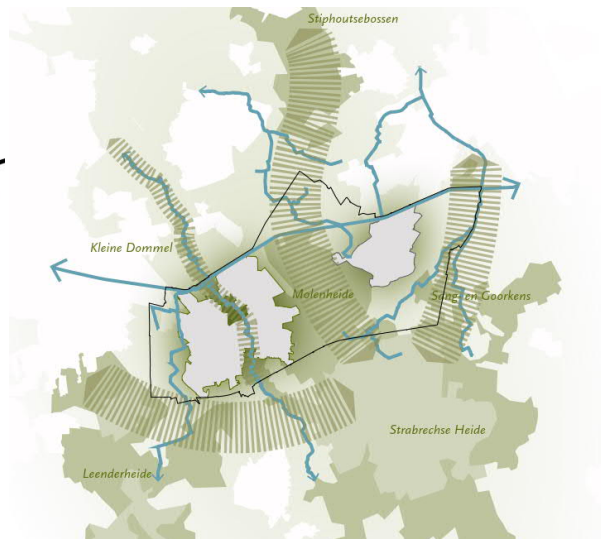 Stiphoutsebossen
Kleine Dommel
Molenheide
Sang- en Goorkens
Strabrechse Heide
Leenderheide